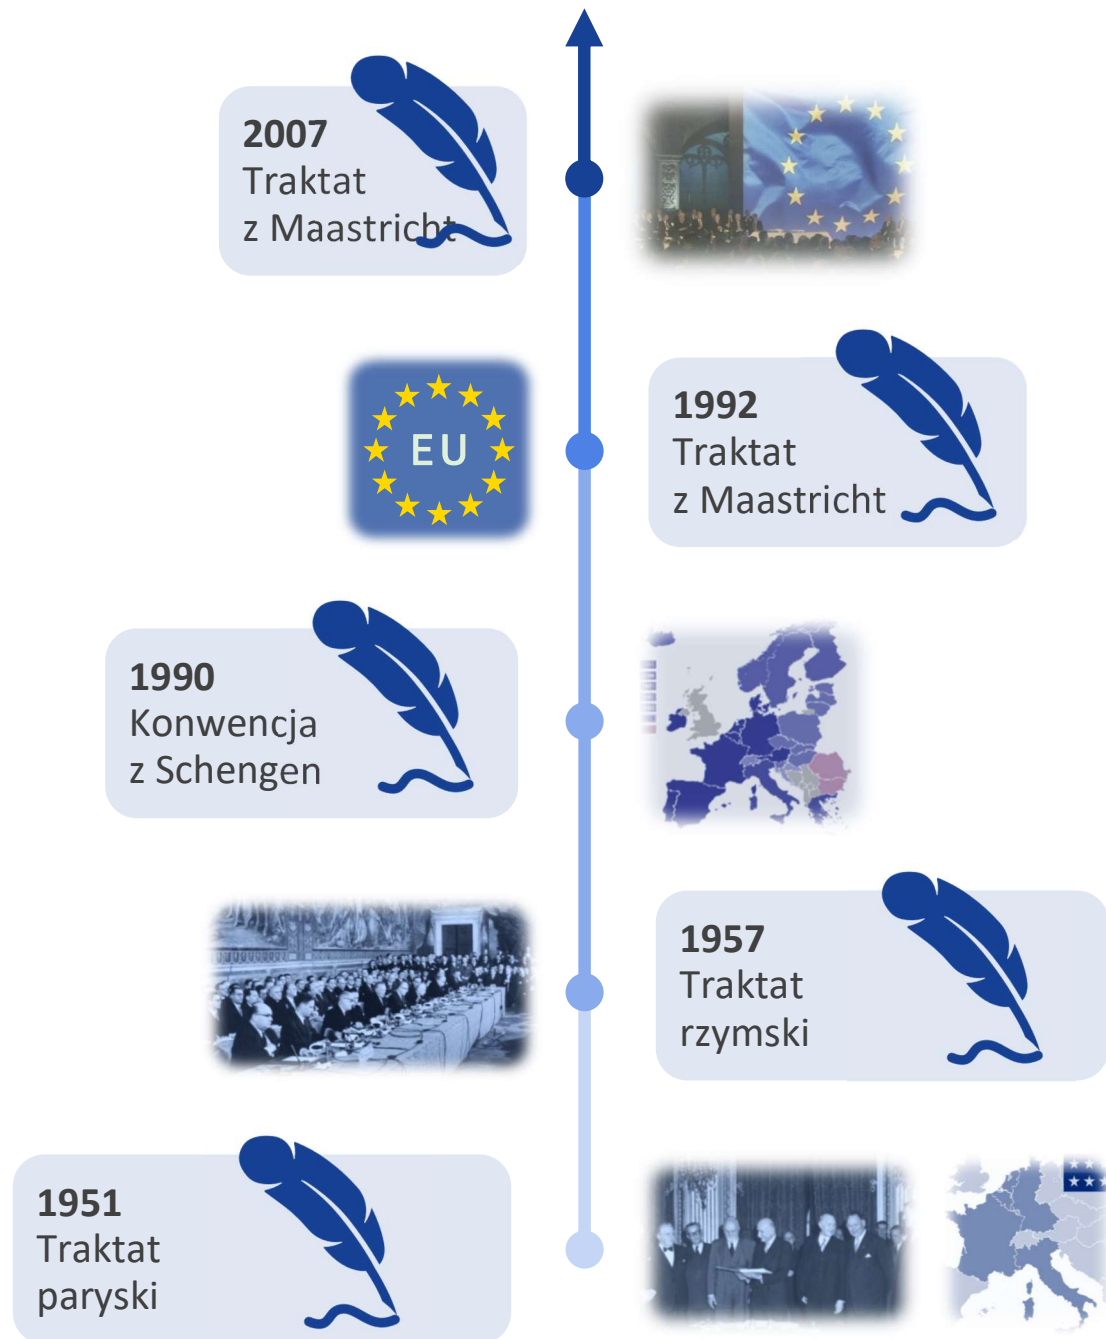 2007
Traktat
z Maastricht
EU
1992
Traktat
z Maastricht
1990
Konwencja
z Schengen
1957
Traktat
rzymski
1951
Traktat
paryski